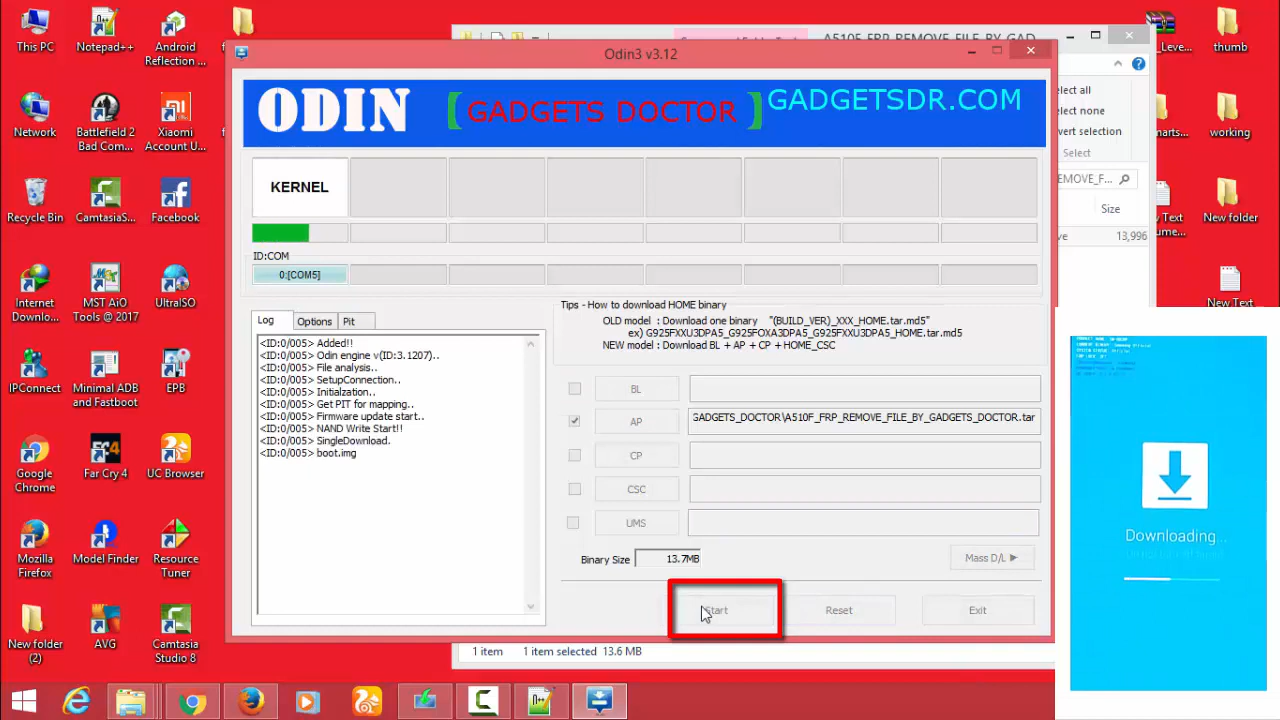 This PC
Notepad++
Android
Reflection ...
Network
Battlefield 2
Bad Com...
Xiaomi
Account U...
Recycle Bin
CamtasiaS...
Facebook
Internet
Downlo...
MST AiO
Tools @ 2017
UltraISO
IPConnect
Minimal ADB
and Fastboot
EPB
Google
Chrome
Far Cry 4
UC Browser
Mozilla
Firefox
Model Finder
Resource
Tuner
New folder
(2)
AVG
Camtasia
Studio 8
A510F_FRP_REMOVE_FILE_BY_GAD...
Odin3 v3.12
ODIN
( GADGETS DOCTOR )
GADGETSDR.COM
KERNEL
ID:COM
0:[COM5]
Log
Options
Pit
<ID:0/005> Added!!
<ID:0/005> Odin engine v(ID:3.1207)..
<ID:0/005> File analysis..
<ID:0/005> SetupConnection..
<ID:0/005> Initialzation..
<ID:0/005> Get PIT for mapping..
<ID:0/005> Firmware update start..
<ID:0/005> NAND Write Start!!
<ID:0/005> SingleDownload.
<ID:0/005> boot.img
Tips - How to download HOME binary
OLD model : Download one binary "(BUILD_VER)_XXX_HOME.tar.md5"
ex) G925FXXU3DPA5_G925FOXA3DPA5_G925FXXU3DPA5_HOME.tar.md5
NEW model : Download BL + AP + CP + HOME_CSC
BL
AP
GADGETS_DOCTOR\A510F_FRP_REMOVE_FILE_BY_GADGETS_DOCTOR.tar
CP
CSC
UMS
Binary Size
13.7MB
Mass D/L
Start
Reset
Exit
1 item
1 item selected 13.6 MB
ect all
ect none
vert selection
Select
EMOVE_F...
Size
13,996
_Leve...
thumb
marts...
working
Text
ume...
New folder
New Text
Downloading...